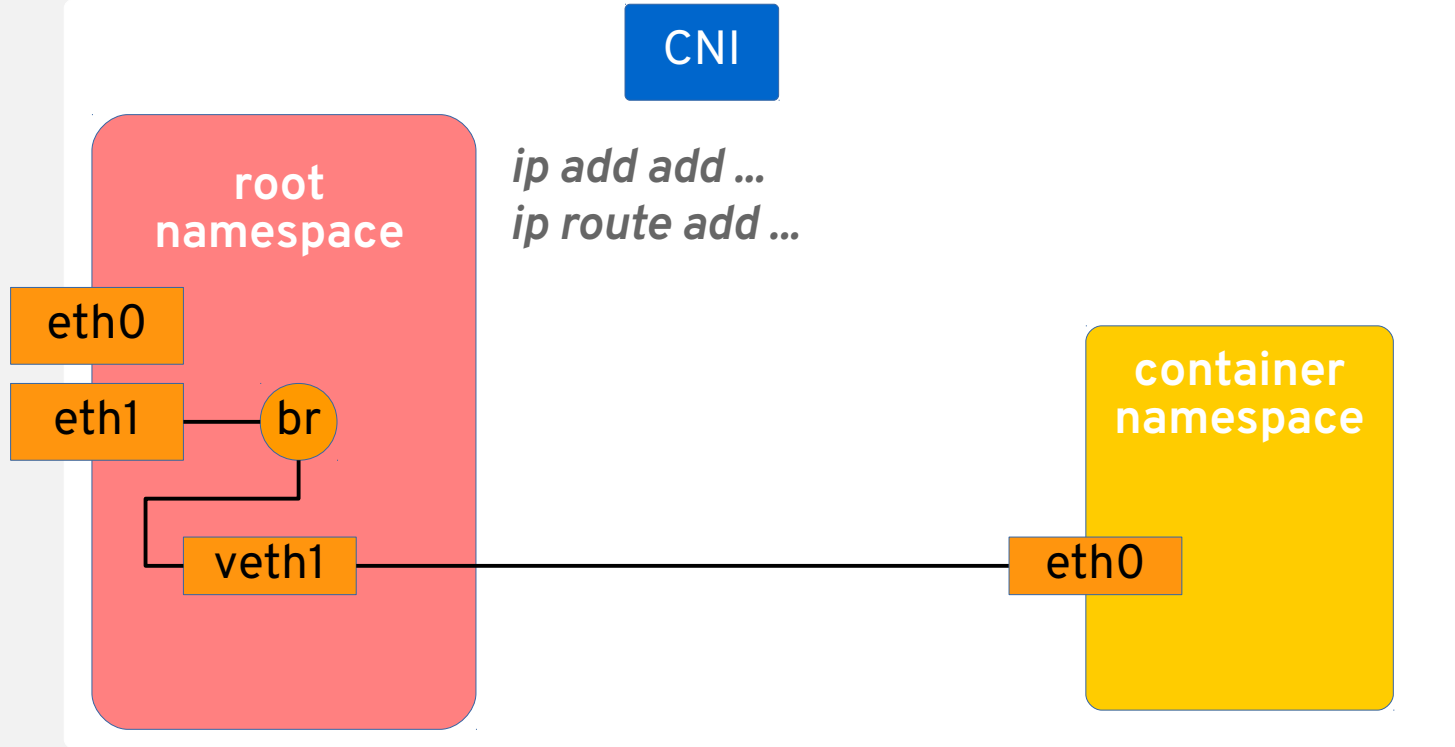 CNI
root
namespace
ip add add ...
ip route add ...
eth0
eth1
br
veth1
container
namespace
eth0